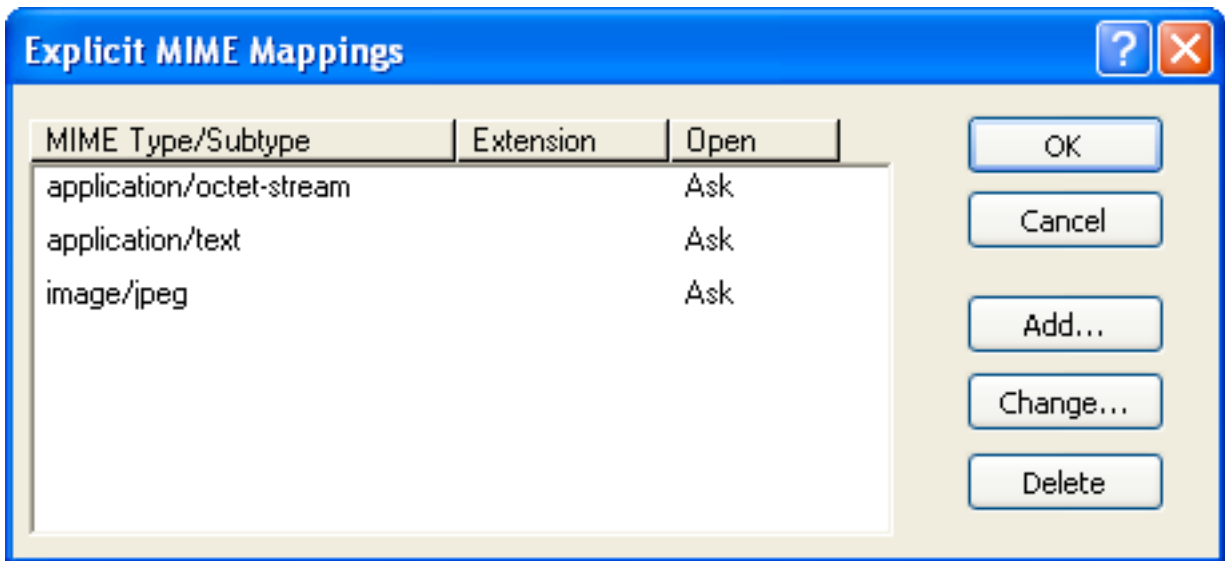 Explicit MIME Mappings
MIME Type/Subtype Extension Open
application/octet-stream Ask
application/text Ask
image/jpeg Ask
OK
Cancel
Add...
Change...
Delete